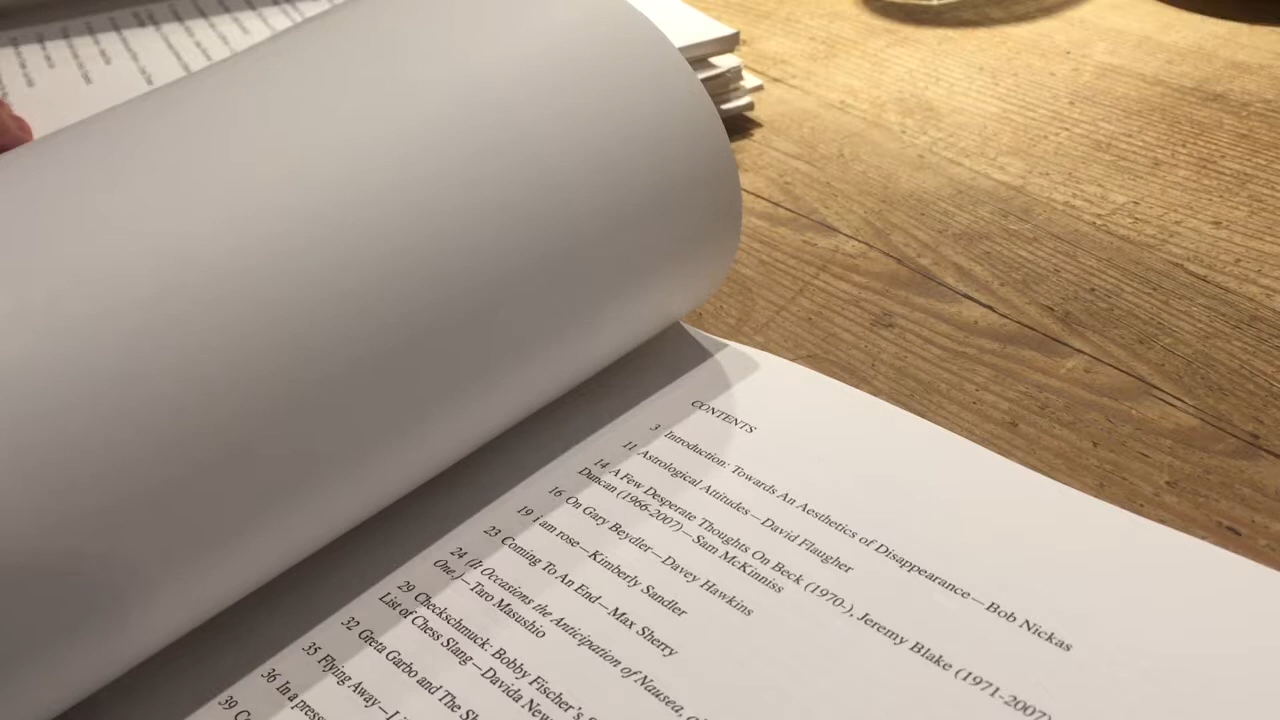 CONTENTS
3 Introduction: Towards An Aesthetics of Disappearance—Bob Nickas
11 Astrological Attitudes—David Flaugher
14 A Few Desperate Thoughts On Beck (1970-), Jeremy Blake (1971-2007)
Duncan (1966-2007)—Sam McKinniss
16 On Gary Beydler—Davey Hawkins
19 i am rose—Kimberly Sandler
23 Coming To An End—Max Sherry
24 (It Occasions the Anticipation of Nausea,
One.)—Taro Masushio
29 Checkschmuck: Bobby Fischer's
List of Chess Slang—Davida
32 Greta Garbo and The
35 Flying Away—
36 In a
39